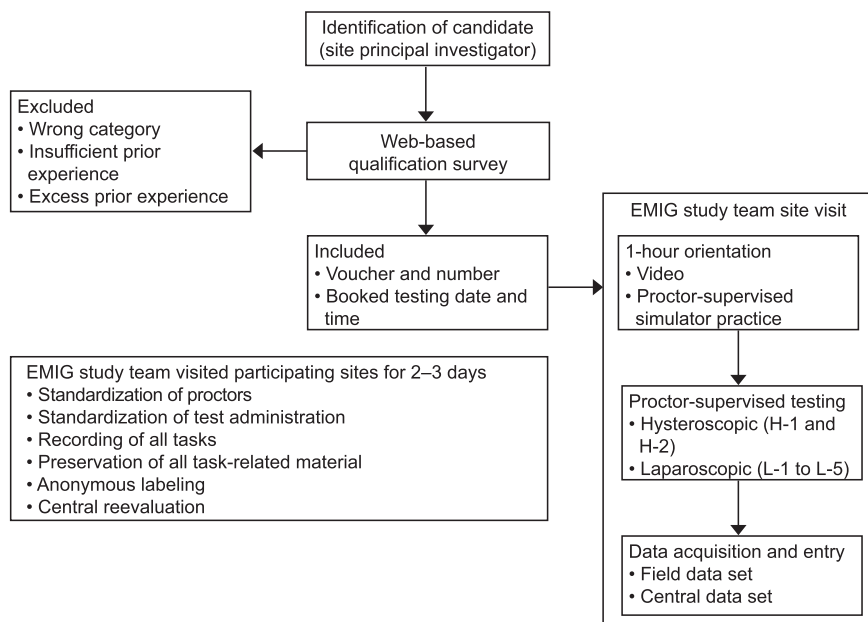 Identification of candidate
(site principal investigator)
Excluded
• Wrong category
• Insufficient prior
experience
• Excess prior experience
Web-based
qualification survey
Included
• Voucher and number
• Booked testing date and
time
EMIG study team site visit
1-hour orientation
• Video
• Proctor-supervised
simulator practice
Proctor-supervised testing
• Hysteroscopic (H-1 and
H-2)
• Laparoscopic (L-1 to L-5)
Data acquisition and entry
• Field data set
• Central data set
EMIG study team visited participating sites for 2–3 days
• Standardization of proctors
• Standardization of test administration
• Recording of all tasks
• Preservation of all task-related material
• Anonymous labeling
• Central reevaluation